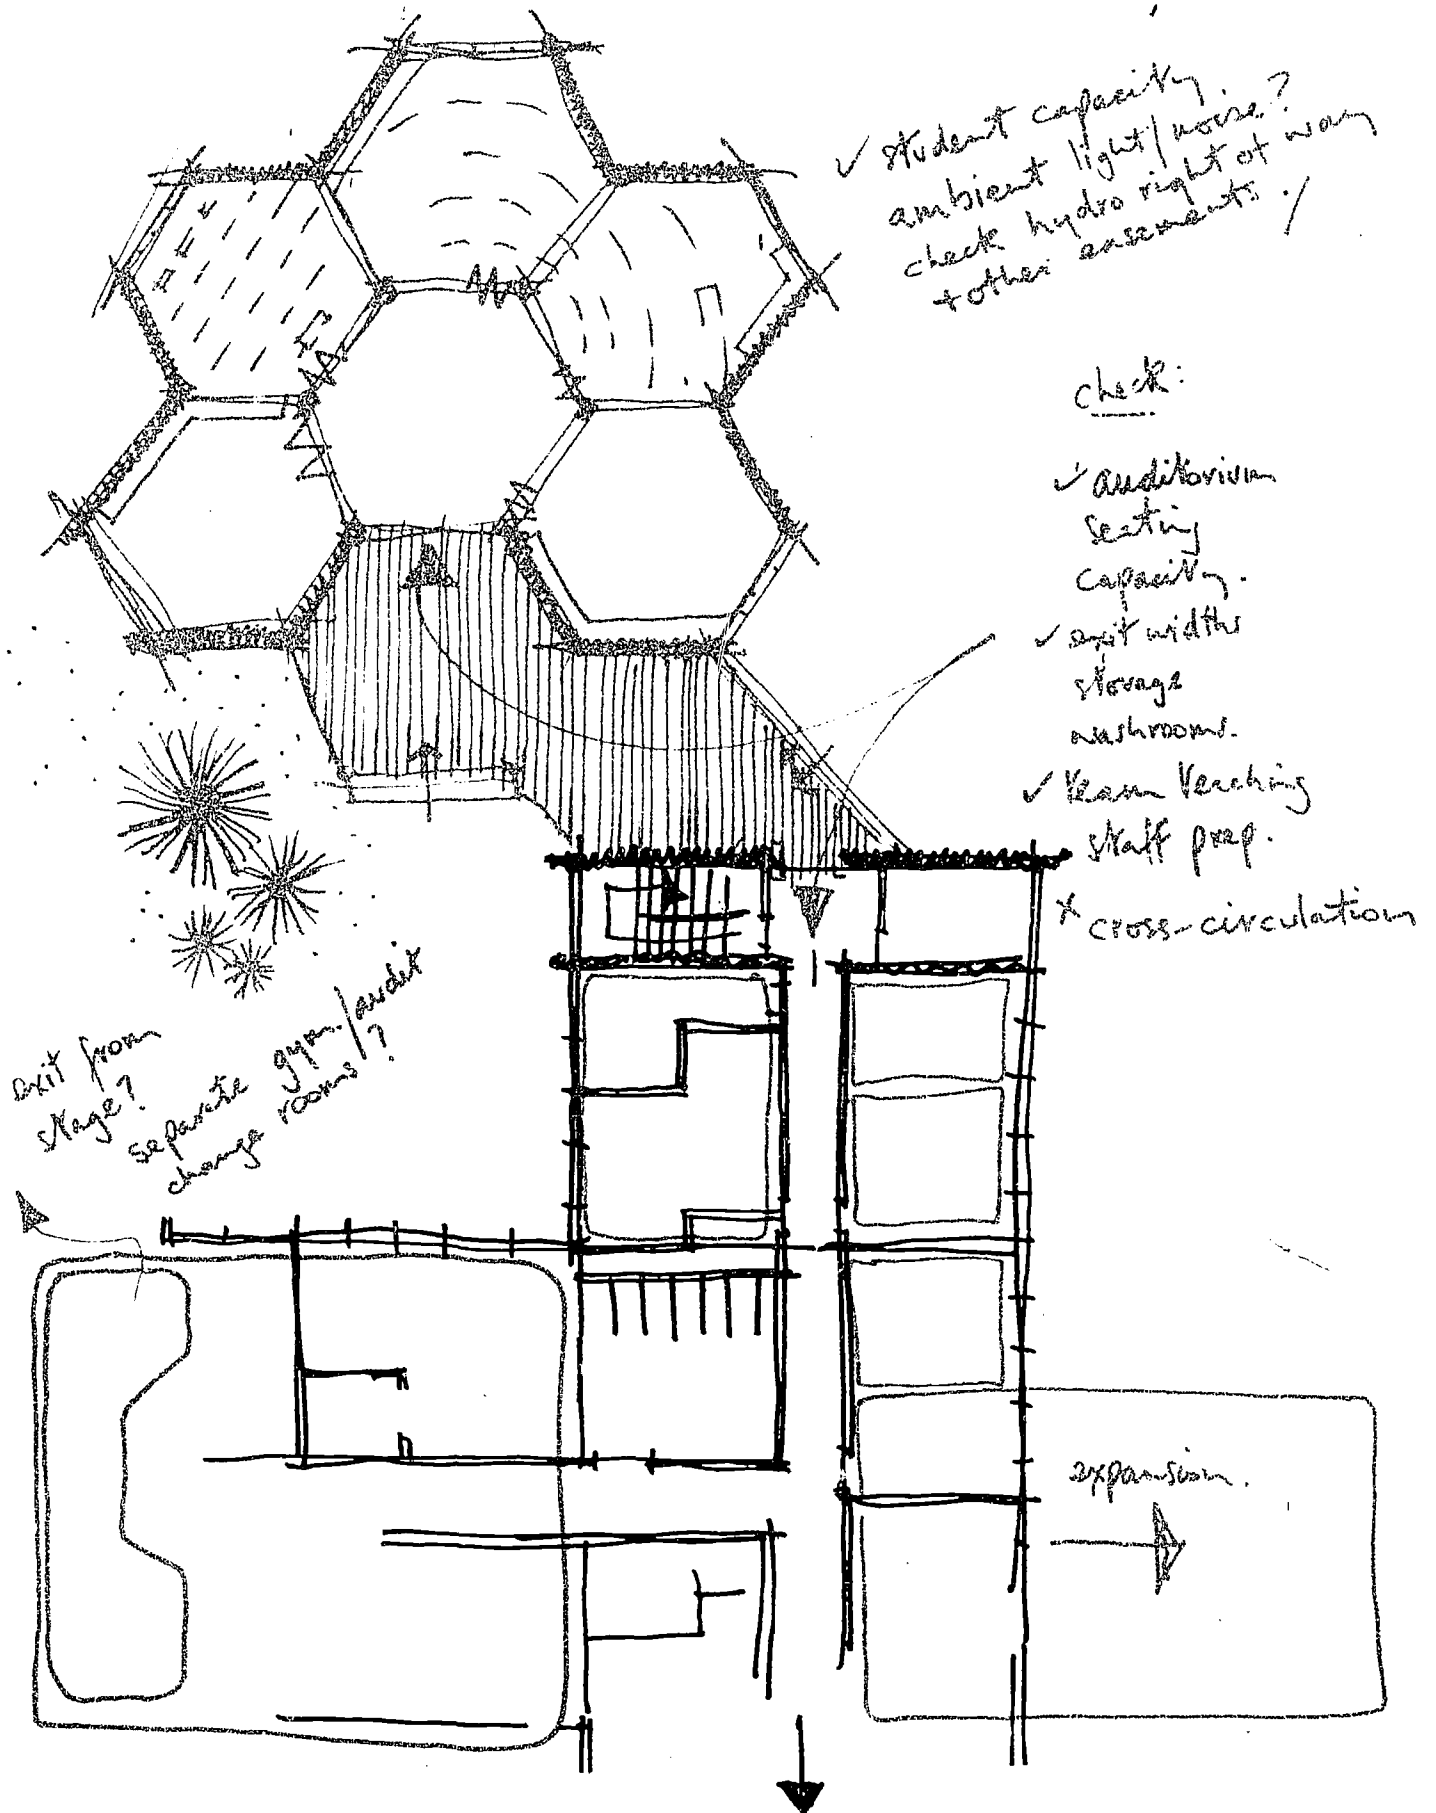 ✓ student capacity.
ambient light/noise?
check hydro right of way
+ other easements.
check:
✓ auditorium
seating
capacity.
✓ exit widths
storage
washrooms.
✓ team teaching
staff prep.
x cross-circulation
exit from
stage?
separate gym./audit
change rooms?
expansion.